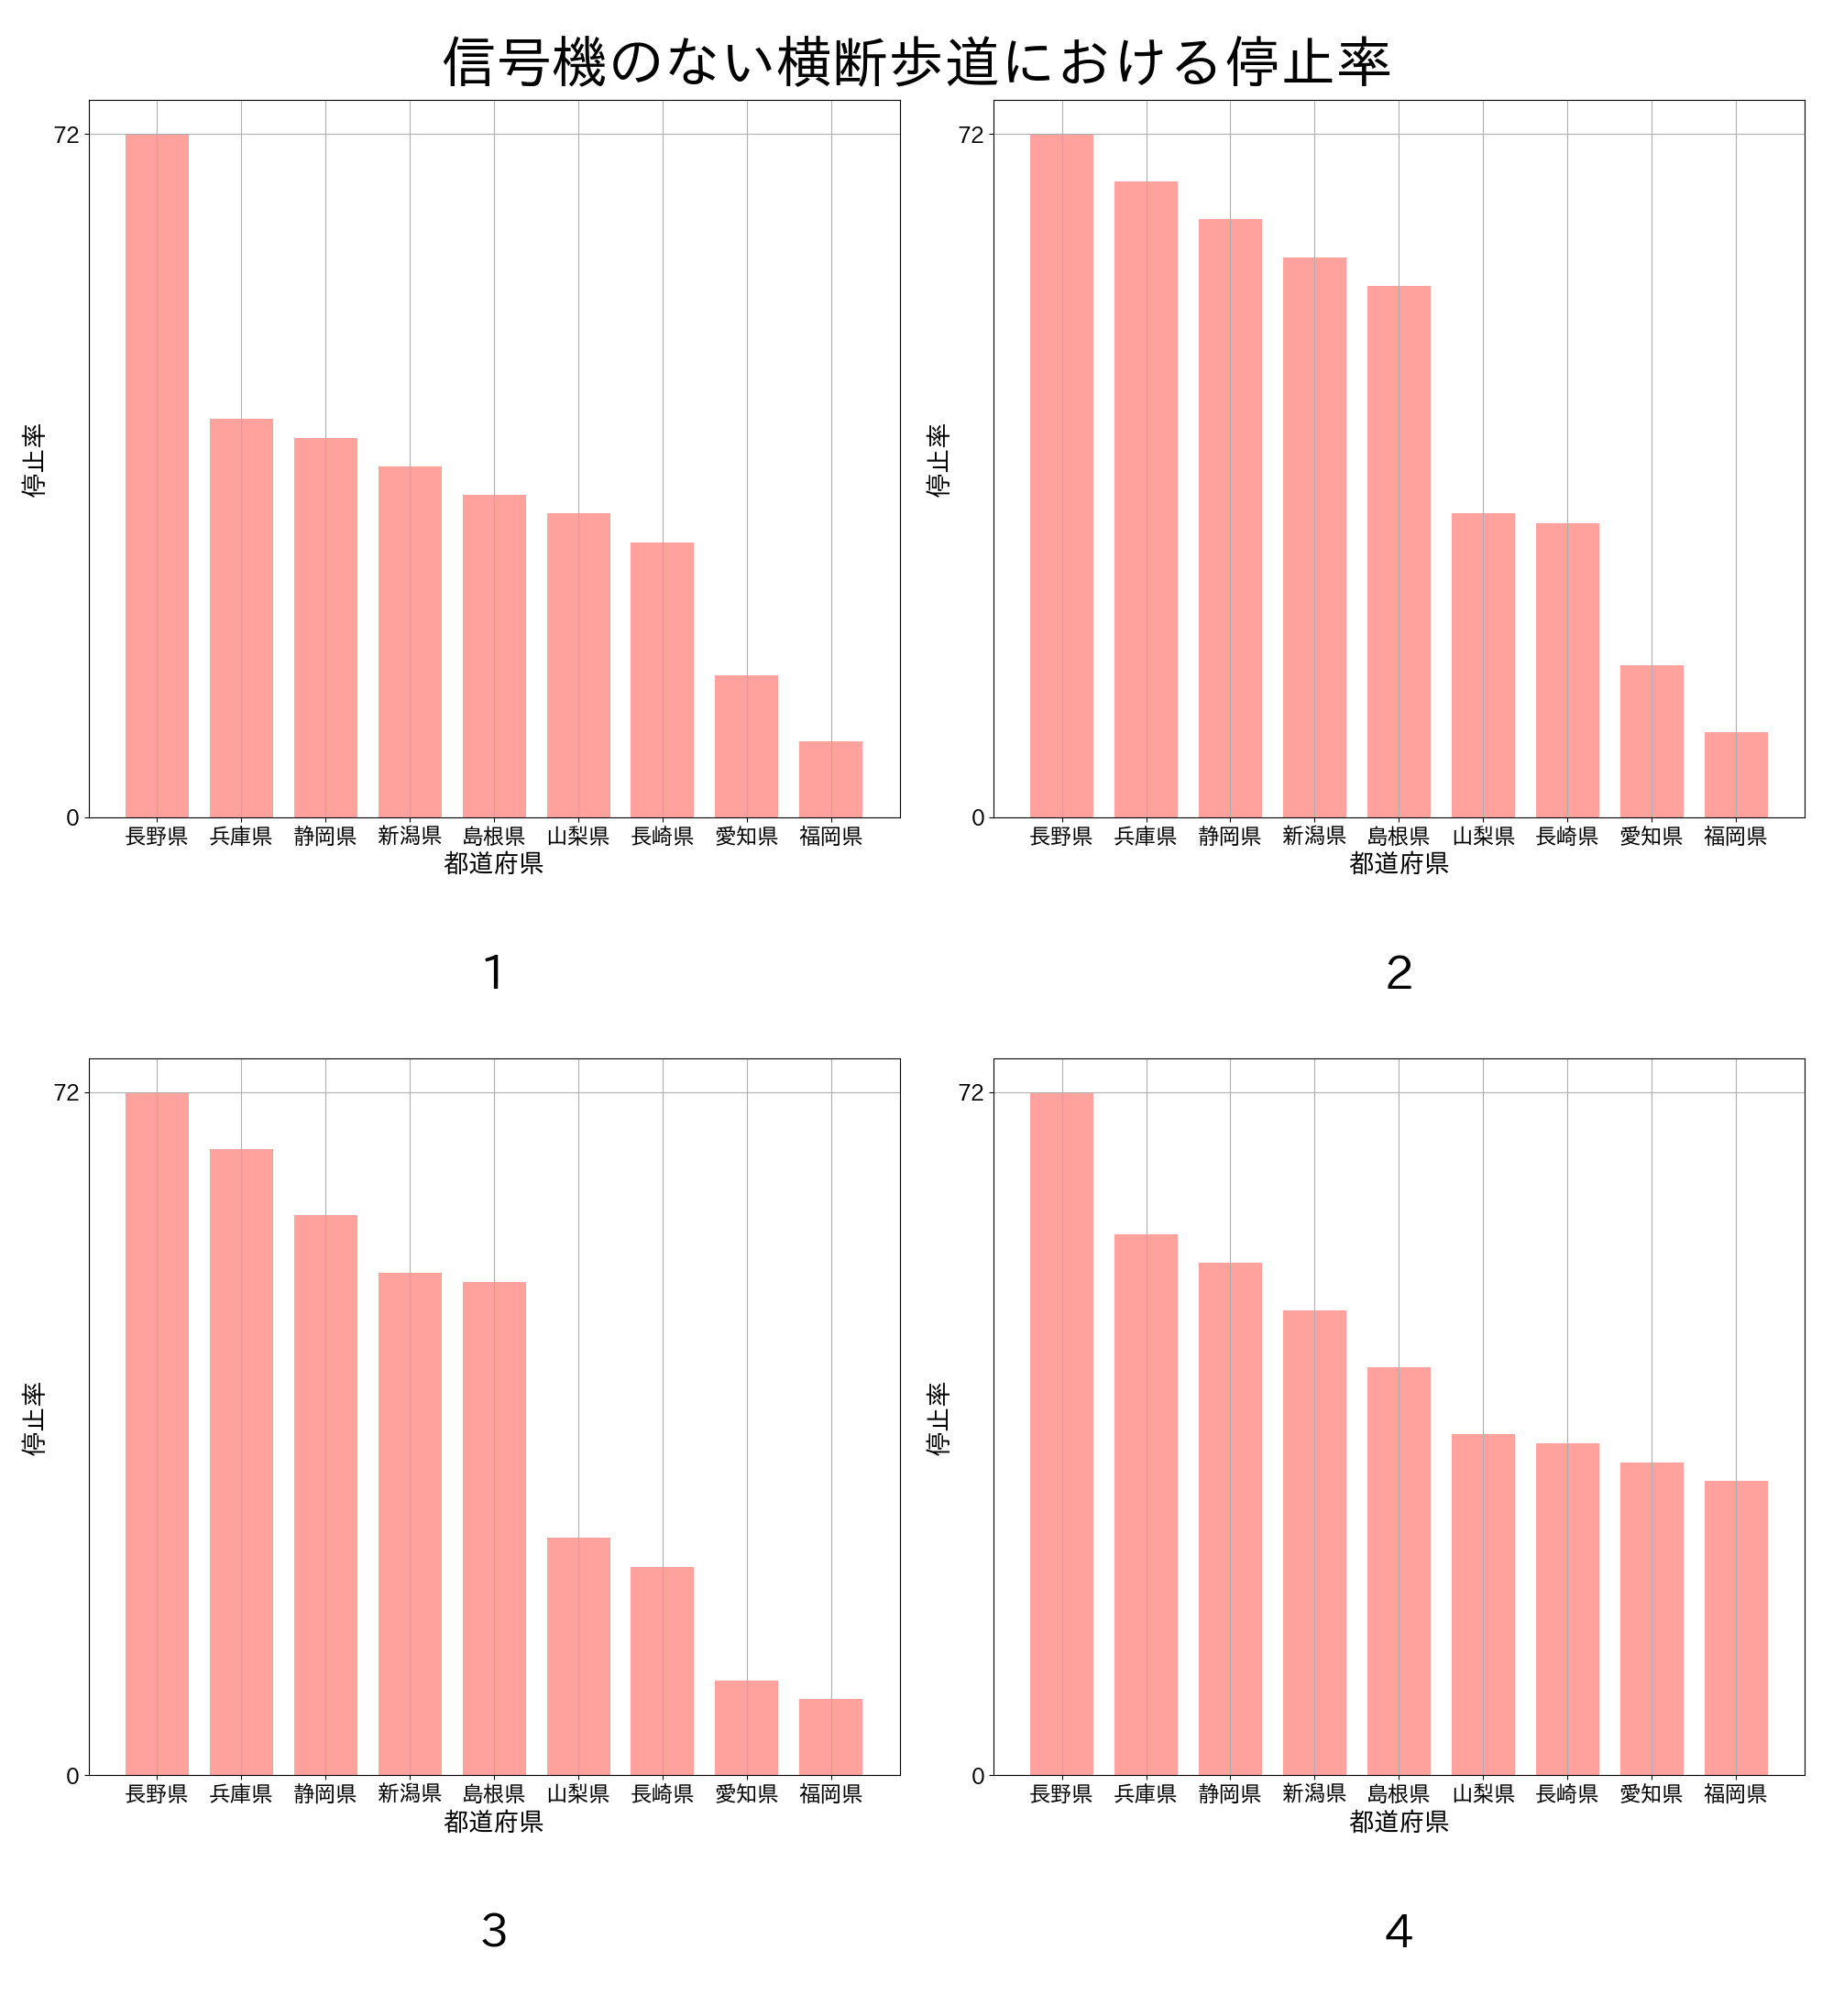 信号機のない横断歩道における停止率
72
停止率
0
長野県 兵庫県 静岡県 新潟県 島根県 山梨県 長崎県 愛知県 福岡県
都道府県
1
72
停止率
0
長野県 兵庫県 静岡県 新潟県 島根県 山梨県 長崎県 愛知県 福岡県
都道府県
2
72
停止率
0
長野県 兵庫県 静岡県 新潟県 島根県 山梨県 長崎県 愛知県 福岡県
都道府県
3
72
停止率
0
長野県 兵庫県 静岡県 新潟県 島根県 山梨県 長崎県 愛知県 福岡県
都道府県
4